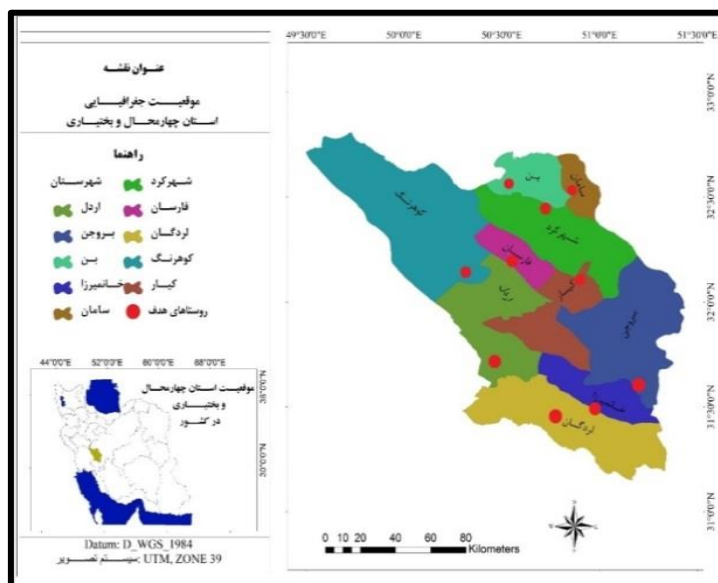 عنوان نقشه
موقعیت جغرافیایی
استان چهارمحال و بختیاری
راهنما
شهرستان
شهرکرد
اردل
فارسان
بروجن
لردگان
بن
کوهرنگ
خانمیرزا
کیار
سامان
روستاهای هدف
44°0'0"E 52°0'0"E 60°0'0"E 68°0'0"E
موقعیت استان چهارمحال
و بختیاری
در کشور
38°0'0"N
30°0'0"N
Datum: D_WGS_1984
سیستم تصویر: UTM, ZONE 39
49°30'0"E 50°0'0"E 50°30'0"E 51°0'0"E 51°30'0"E
33°0'0"N
32°30'0"N
32°0'0"N
31°30'0"N
31°0'0"N
بن
سامان
کوهرنگ
شهرکرد
فارسان
کیار
اردل
بروجن
خانمیرزا
لردگان
0 10 20 40 60 80
Kilometers